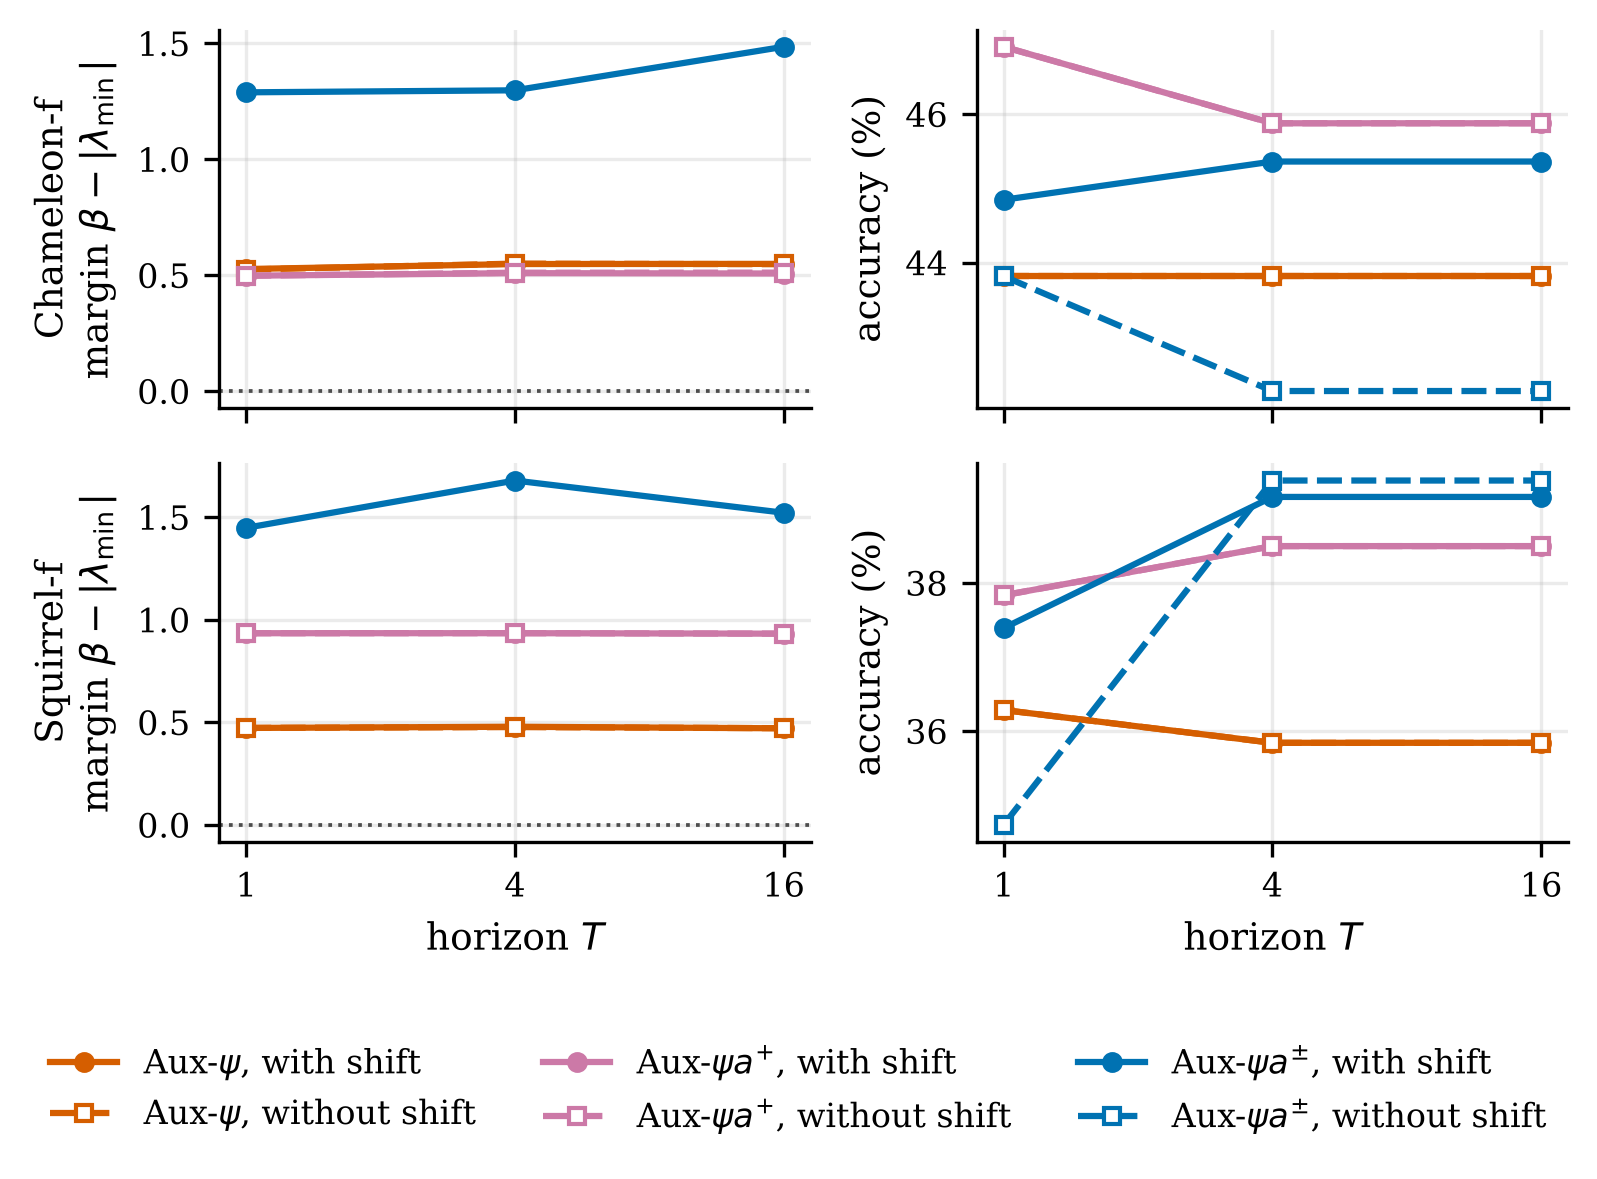 Chameleon-f
margin β − |λmin|
1.5
1.0
0.5
0.0
accuracy (%)
46
44
Squirrel-f
margin β − |λmin|
1.5
1.0
0.5
0.0
1 4 16
horizon T
accuracy (%)
38
36
1 4 16
horizon T
Aux-ψ, with shift
Aux-ψ, without shift
Aux-ψa⁺, with shift
Aux-ψa⁺, without shift
Aux-ψa±, with shift
Aux-ψa±, without shift